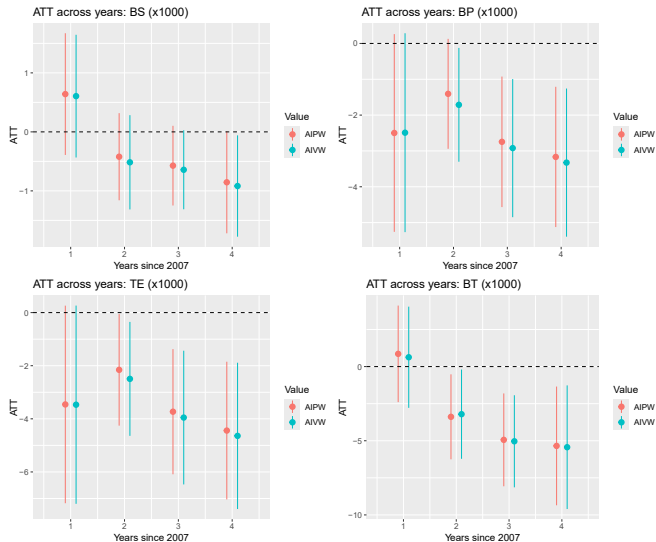 ATT across years: BS (x1000)
ATT
1
0
−1
1
2
3
4
Years since 2007
Value
AIPW
AIVW
ATT across years: BP (x1000)
ATT
0
−2
−4
1
2
3
4
Years since 2007
Value
AIPW
AIVW
ATT across years: TE (x1000)
ATT
0
−2
−4
−6
1
2
3
4
Years since 2007
Value
AIPW
AIVW
ATT across years: BT (x1000)
ATT
0
−5
−10
1
2
3
4
Years since 2007
Value
AIPW
AIVW